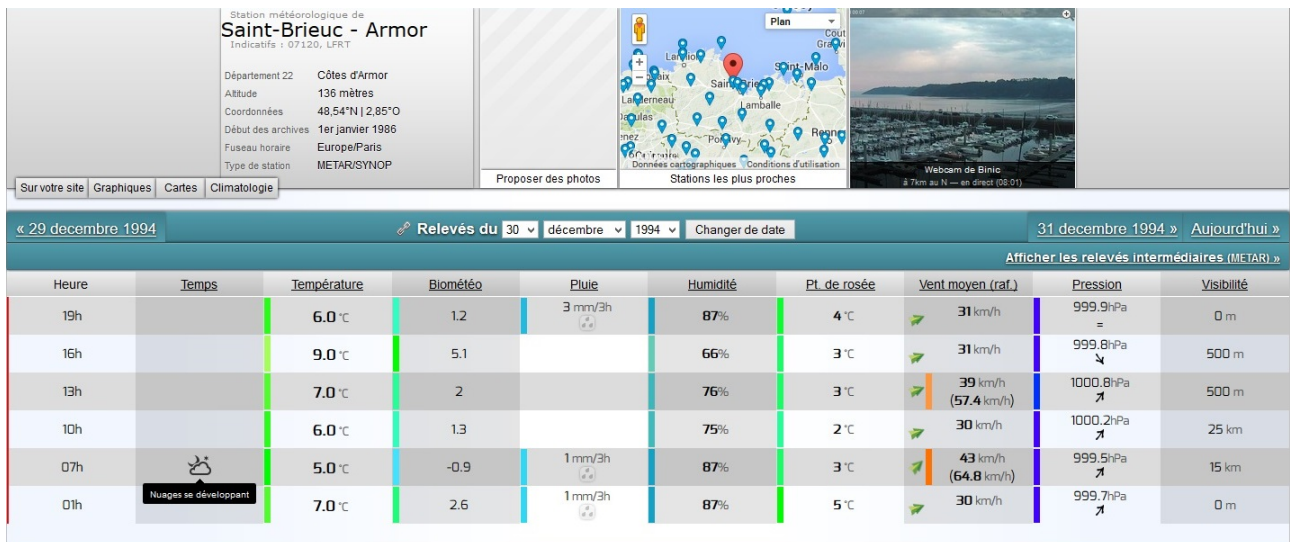 Station météorologique de
Saint-Brieuc - Armor
Indicatifs : 07120, LFRT
Département 22 Côtes d'Armor
Altitude 136 mètres
Coordonnées 48,54°N | 2,85°O
Début des archives 1er janvier 1986
Fuseau horaire Europe/Paris
Type de station METAR/SYNOP
Sur votre site Graphiques Cartes Climatologie
Proposer des photos
Plan
Lannion
Saint-Malo
Landerneau
Lamballe
Pontivy
Données cartographiques Conditions d'utilisation
Stations les plus proches
Webcam de Binic
à 7km au N — en direct (08:01)
« 29 decembre 1994 Relevés du 30 décembre 1994 Changer de date 31 decembre 1994 » Aujourd'hui »
Afficher les relevés intermédiaires (METAR) »
Heure Temps Température Biométéo Pluie Humidité Pt. de rosée Vent moyen (raf.) Pression Visibilité
19h 6.0 °C 1.2 3 mm/3h 87% 4 °C 31 km/h 999.9hPa = 0 m
16h 9.0 °C 5.1 66% 3 °C 31 km/h 999.8hPa 500 m
13h 7.0 °C 2 76% 3 °C 39 km/h (57.4 km/h) 1000.8hPa 500 m
10h 6.0 °C 1.3 75% 2 °C 30 km/h 1000.2hPa 25 km
07h 5.0 °C -0.9 1 mm/3h 87% 3 °C 43 km/h (64.8 km/h) 999.5hPa 15 km
Nuages se développant
01h 7.0 °C 2.6 1 mm/3h 87% 5 °C 30 km/h 999.7hPa 0 m